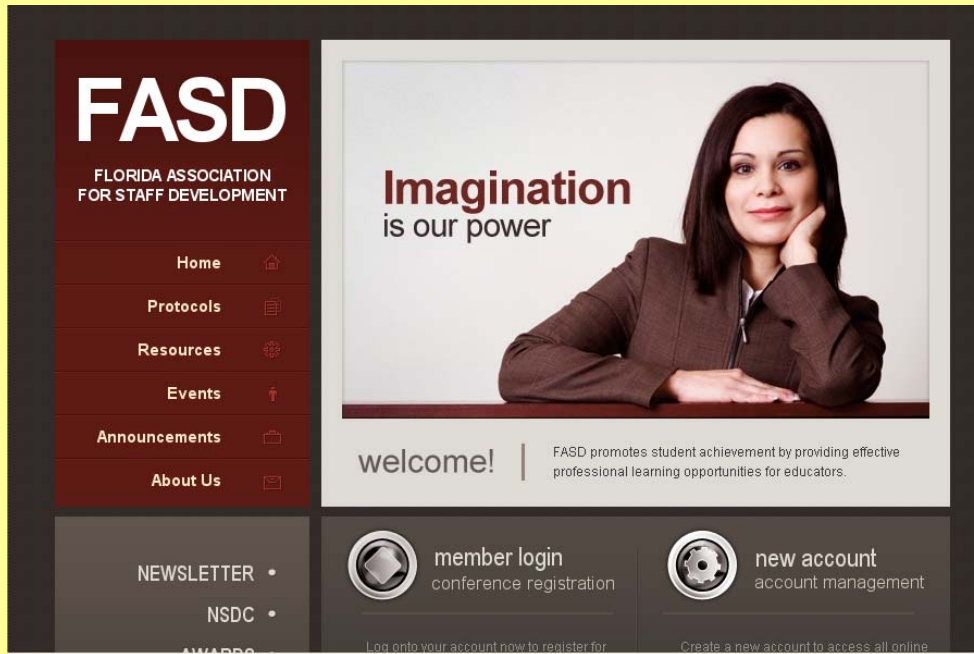 FASD
FLORIDA ASSOCIATION
FOR STAFF DEVELOPMENT
Home
Protocols
Resources
Events
Announcements
About Us
NEWSLETTER
NSDC
AWARDS
Imagination
is our power
welcome!
FASD promotes student achievement by providing effective
professional learning opportunities for educators.
member login
conference registration
Log onto your account now to register for
new account
account management
Create a new account to access all online